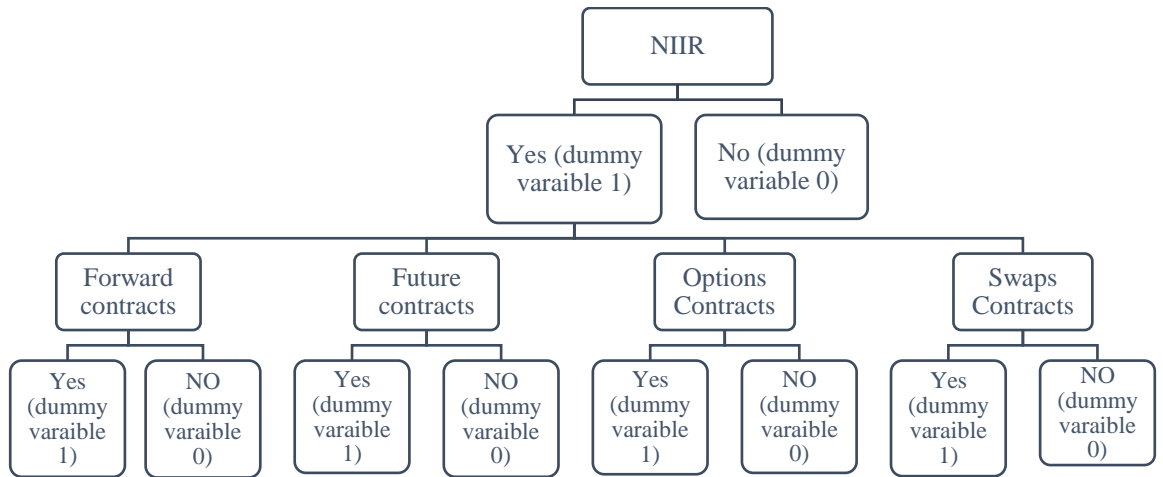 NIIR
Yes (dummy
varaible 1)
No (dummy
variable 0)
Forward
contracts
Future
contracts
Options
Contracts
Swaps
Contracts
Yes
(dummy
varaible
1)
NO
(dummy
varaible
0)
Yes
(dummy
varaible
1)
NO
(dummy
varaible
0)
Yes
(dummy
varaible
1)
NO
(dummy
varaible
0)
Yes
(dummy
varaible
1)
NO
(dummy
varaible
0)